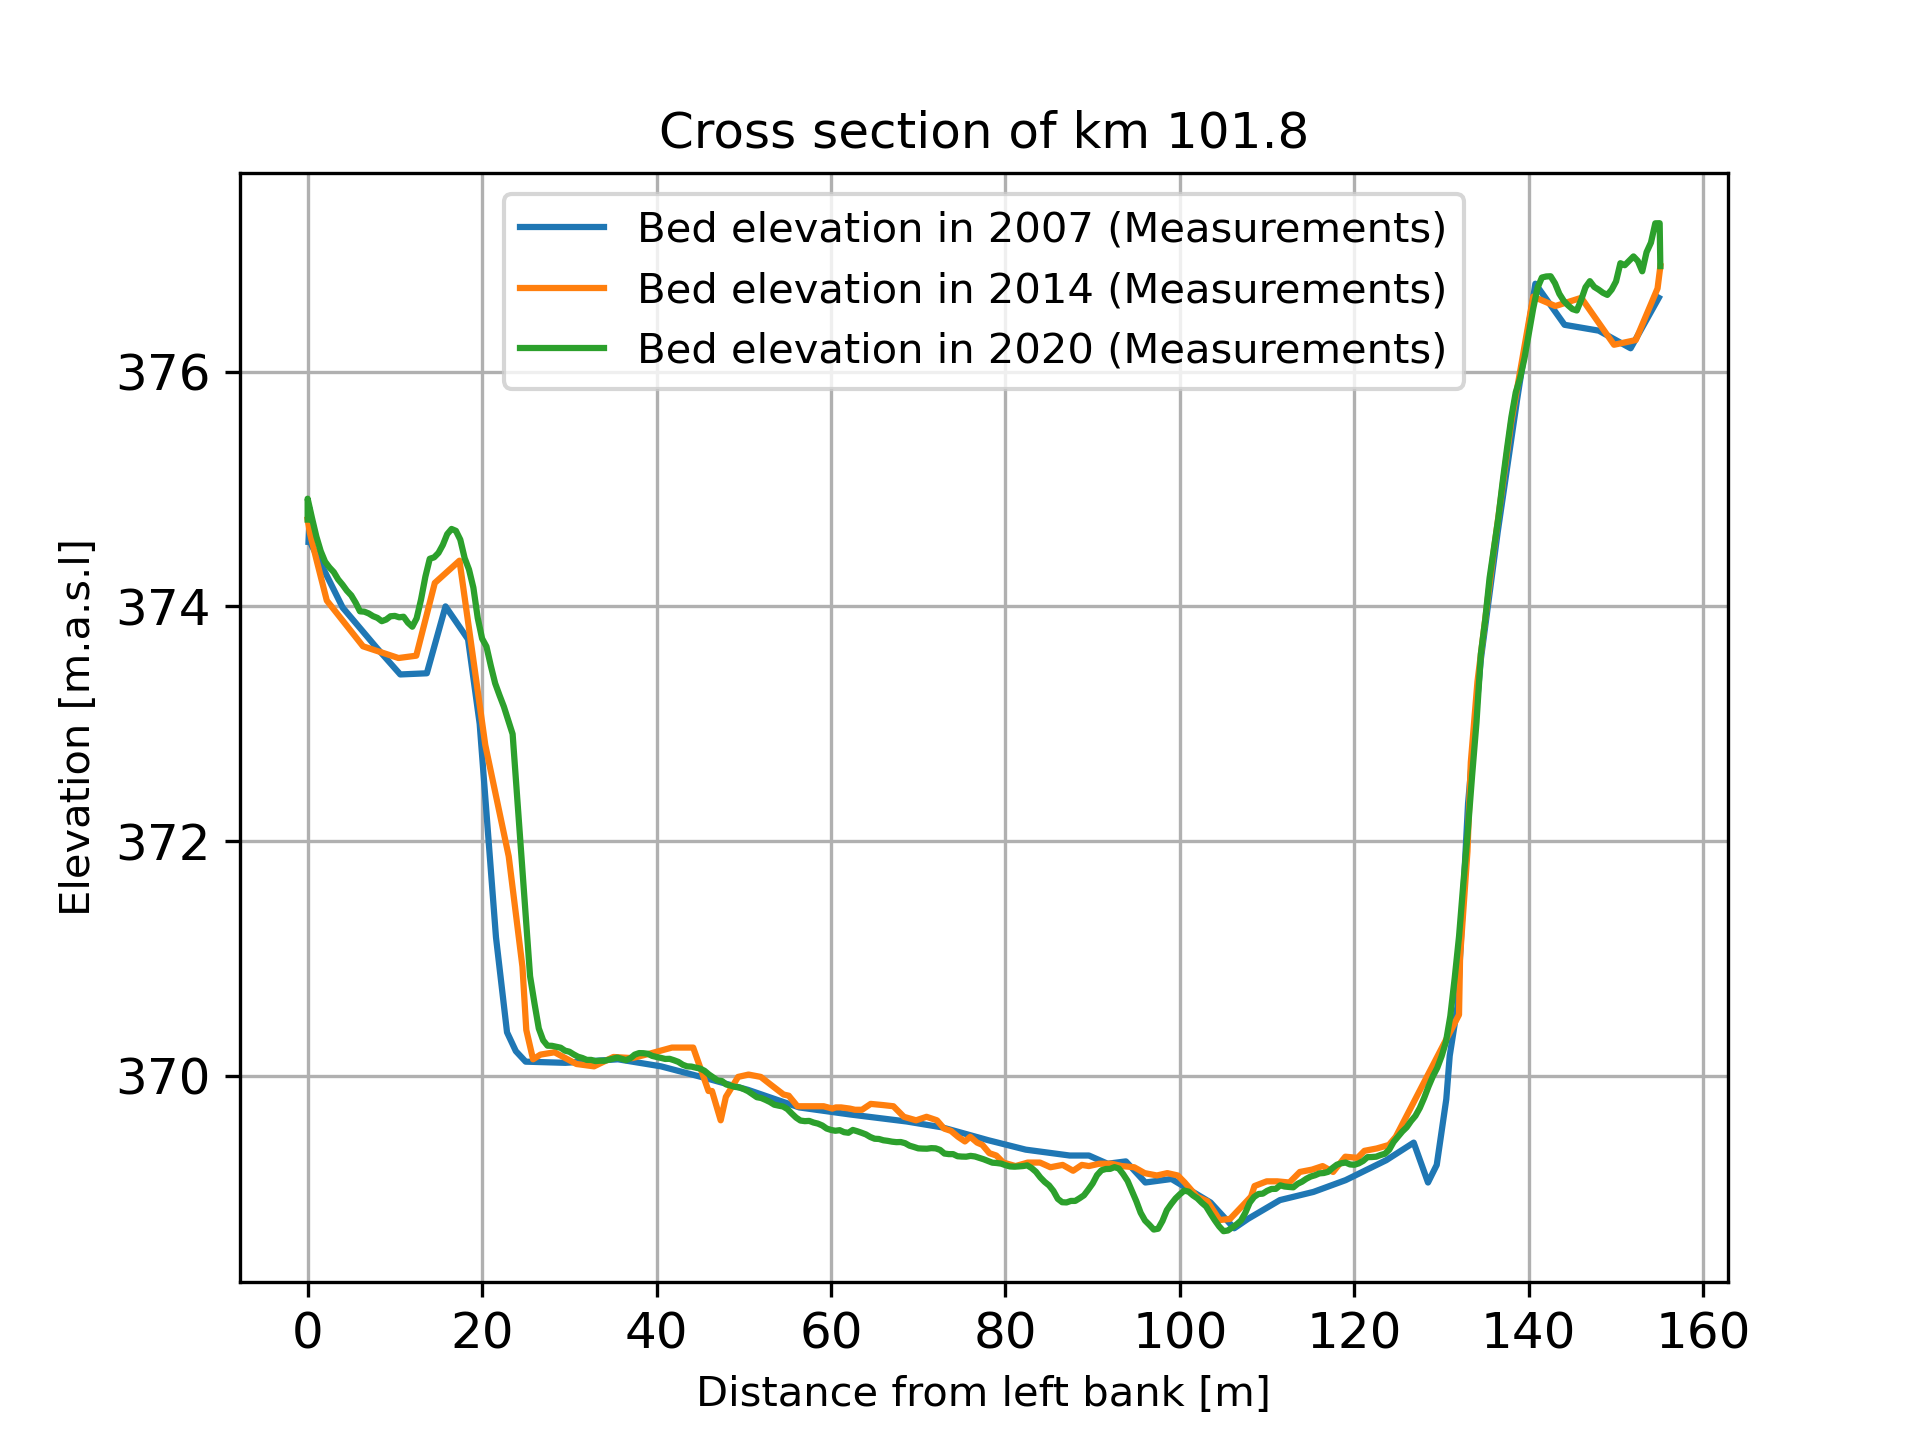 Cross section of km 101.8
Bed elevation in 2007 (Measurements)
Bed elevation in 2014 (Measurements)
Bed elevation in 2020 (Measurements)
Elevation [m.a.s.l]
376
374
372
370
0 20 40 60 80 100 120 140 160
Distance from left bank [m]